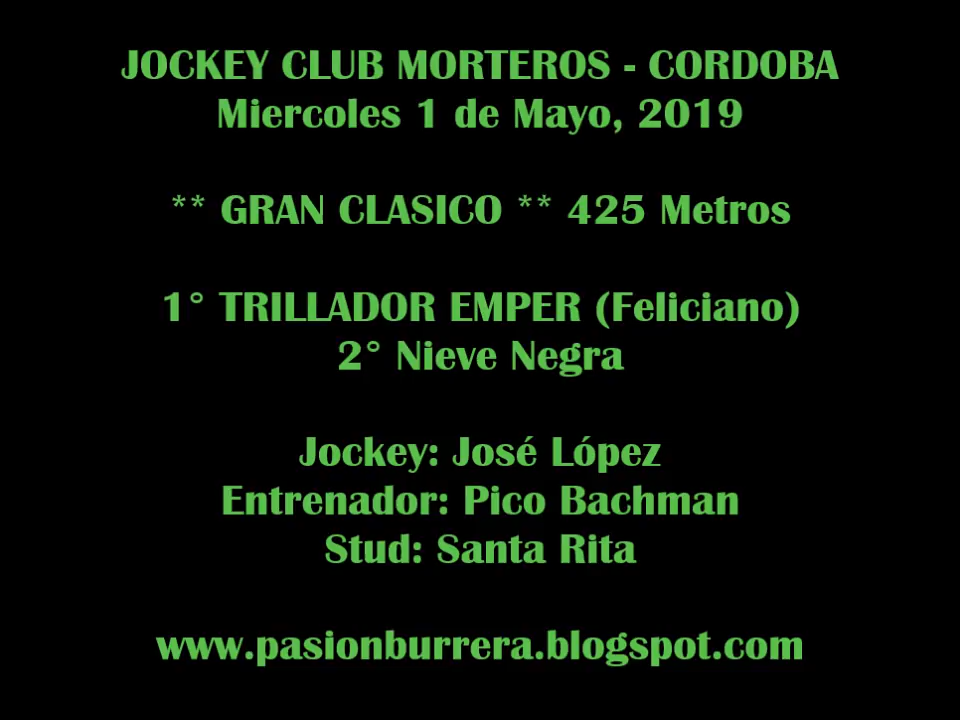 JOCKEY CLUB MORTEROS - CORDOBA
Miercoles 1 de Mayo, 2019
** GRAN CLASICO ** 425 Metros
1° TRILLADOR EMPER (Feliciano)
2° Nieve Negra
Jockey: José López
Entrenador: Pico Bachman
Stud: Santa Rita
www.pasionburrera.blogspot.com